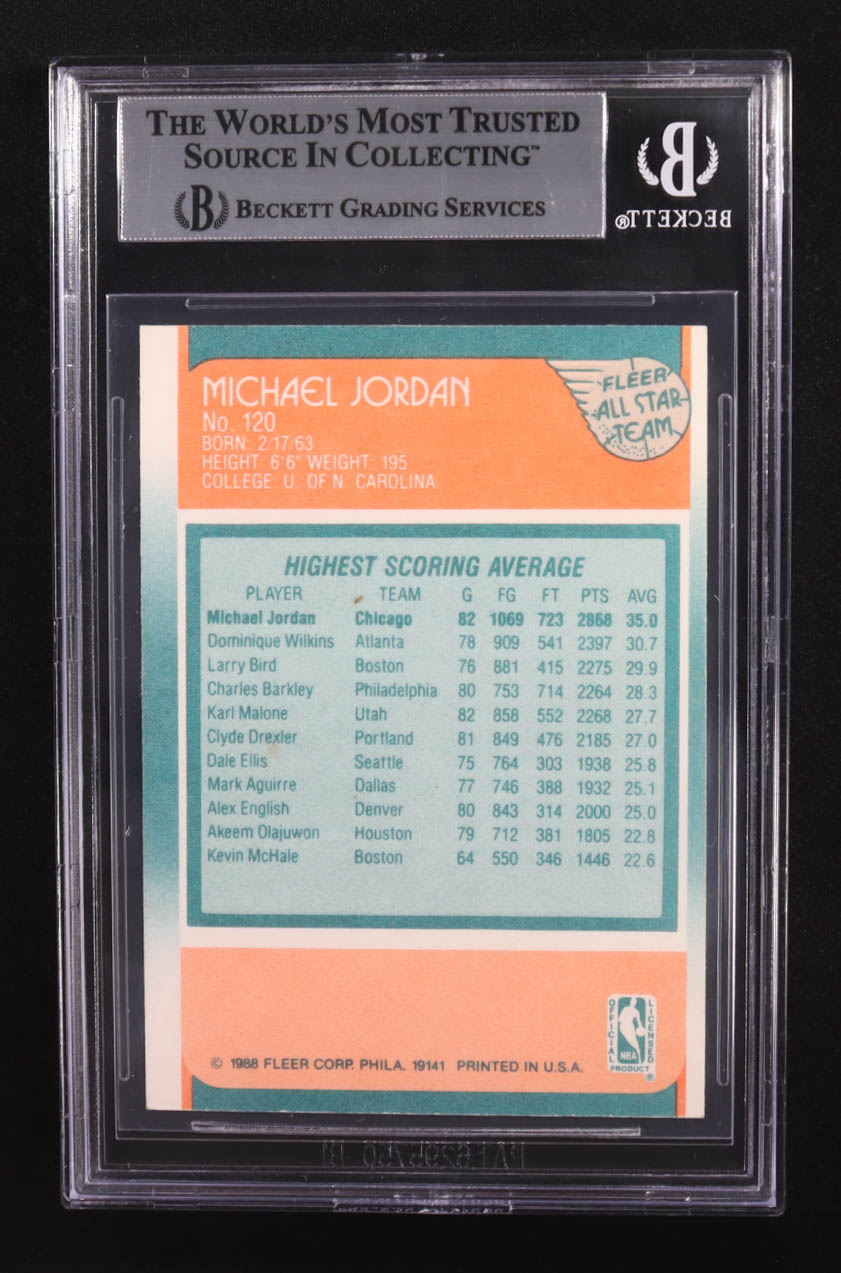 THE WORLD'S MOST TRUSTED
SOURCE IN COLLECTING™
B BECKETT GRADING SERVICES
B
BECKETT®
MICHAEL JORDAN
No. 120
BORN: 2/17/63
HEIGHT: 6'6" WEIGHT: 195
COLLEGE: U. OF N. CAROLINA
FLEER
ALL STAR
TEAM
HIGHEST SCORING AVERAGE
PLAYER TEAM G FG FT PTS AVG
Michael Jordan Chicago 82 1069 723 2868 35.0
Dominique Wilkins Atlanta 78 909 541 2397 30.7
Larry Bird Boston 76 881 415 2275 29.9
Charles Barkley Philadelphia 80 753 714 2264 28.3
Karl Malone Utah 82 858 552 2268 27.7
Clyde Drexler Portland 81 849 476 2185 27.0
Dale Ellis Seattle 75 764 303 1938 25.8
Mark Aguirre Dallas 77 746 388 1932 25.1
Alex English Denver 80 843 314 2000 25.0
Akeem Olajuwon Houston 79 712 381 1805 22.8
Kevin McHale Boston 64 550 346 1446 22.6
OFFICIAL LICENSED
NBA
PRODUCT
®
© 1988 FLEER CORP. PHILA. 19141 PRINTED IN U.S.A.